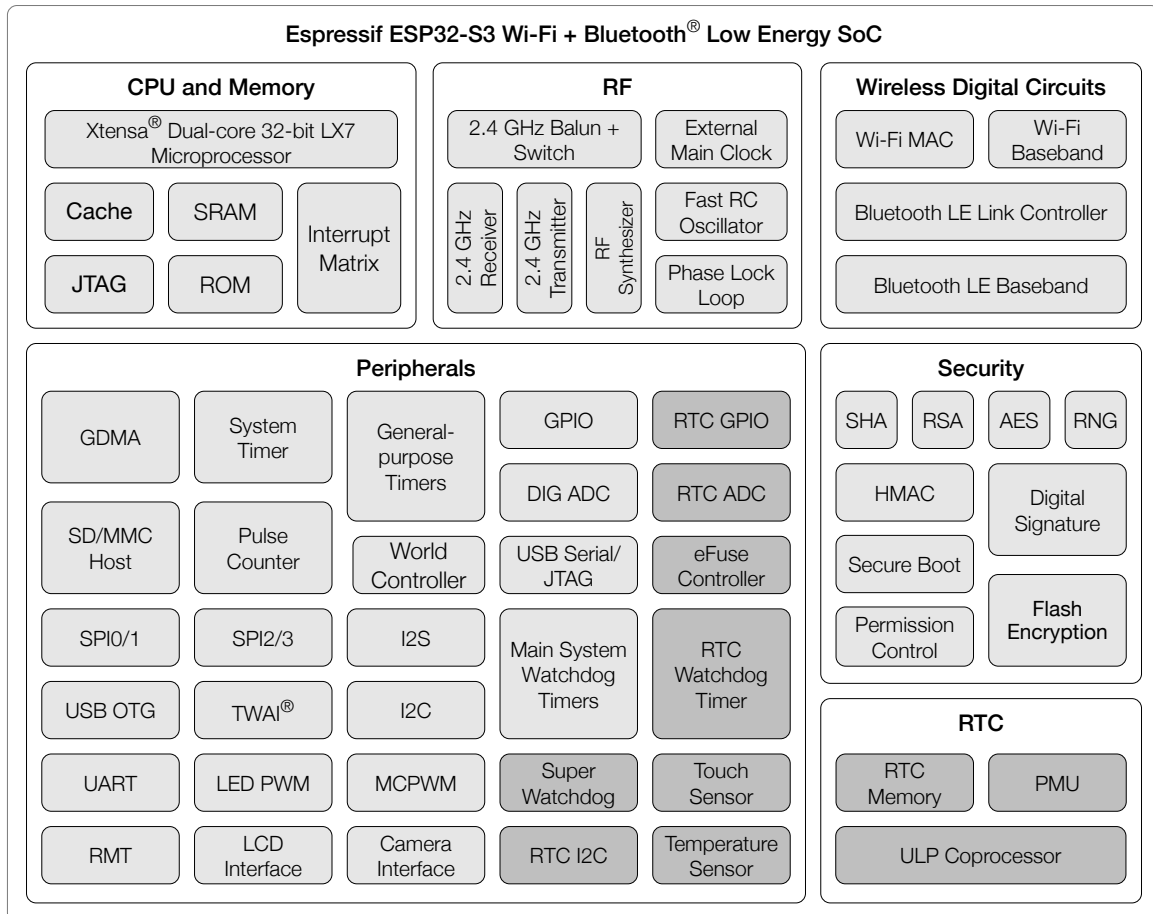 Espressif ESP32-S3 Wi-Fi + Bluetooth® Low Energy SoC
CPU and Memory
Xtensa® Dual-core 32-bit LX7
Microprocessor
Cache
SRAM
Interrupt
Matrix
JTAG
ROM
RF
2.4 GHz Balun +
Switch
External
Main Clock
2.4 GHz
Receiver
2.4 GHz
Transmitter
RF
Synthesizer
Fast RC
Oscillator
Phase Lock
Loop
Wireless Digital Circuits
Wi-Fi MAC
Wi-Fi
Baseband
Bluetooth LE Link Controller
Bluetooth LE Baseband
Peripherals
GDMA
System
Timer
General-
purpose
Timers
GPIO
RTC GPIO
DIG ADC
RTC ADC
SD/MMC
Host
Pulse
Counter
World
Controller
USB Serial/
JTAG
eFuse
Controller
SPI0/1
SPI2/3
I2S
Main System
Watchdog
Timers
RTC
Watchdog
Timer
USB OTG
TWAI®
I2C
UART
LED PWM
MCPWM
Super
Watchdog
Touch
Sensor
RMT
LCD
Interface
Camera
Interface
RTC I2C
Temperature
Sensor
Security
SHA
RSA
AES
RNG
HMAC
Digital
Signature
Secure Boot
Flash
Encryption
Permission
Control
RTC
RTC
Memory
PMU
ULP Coprocessor